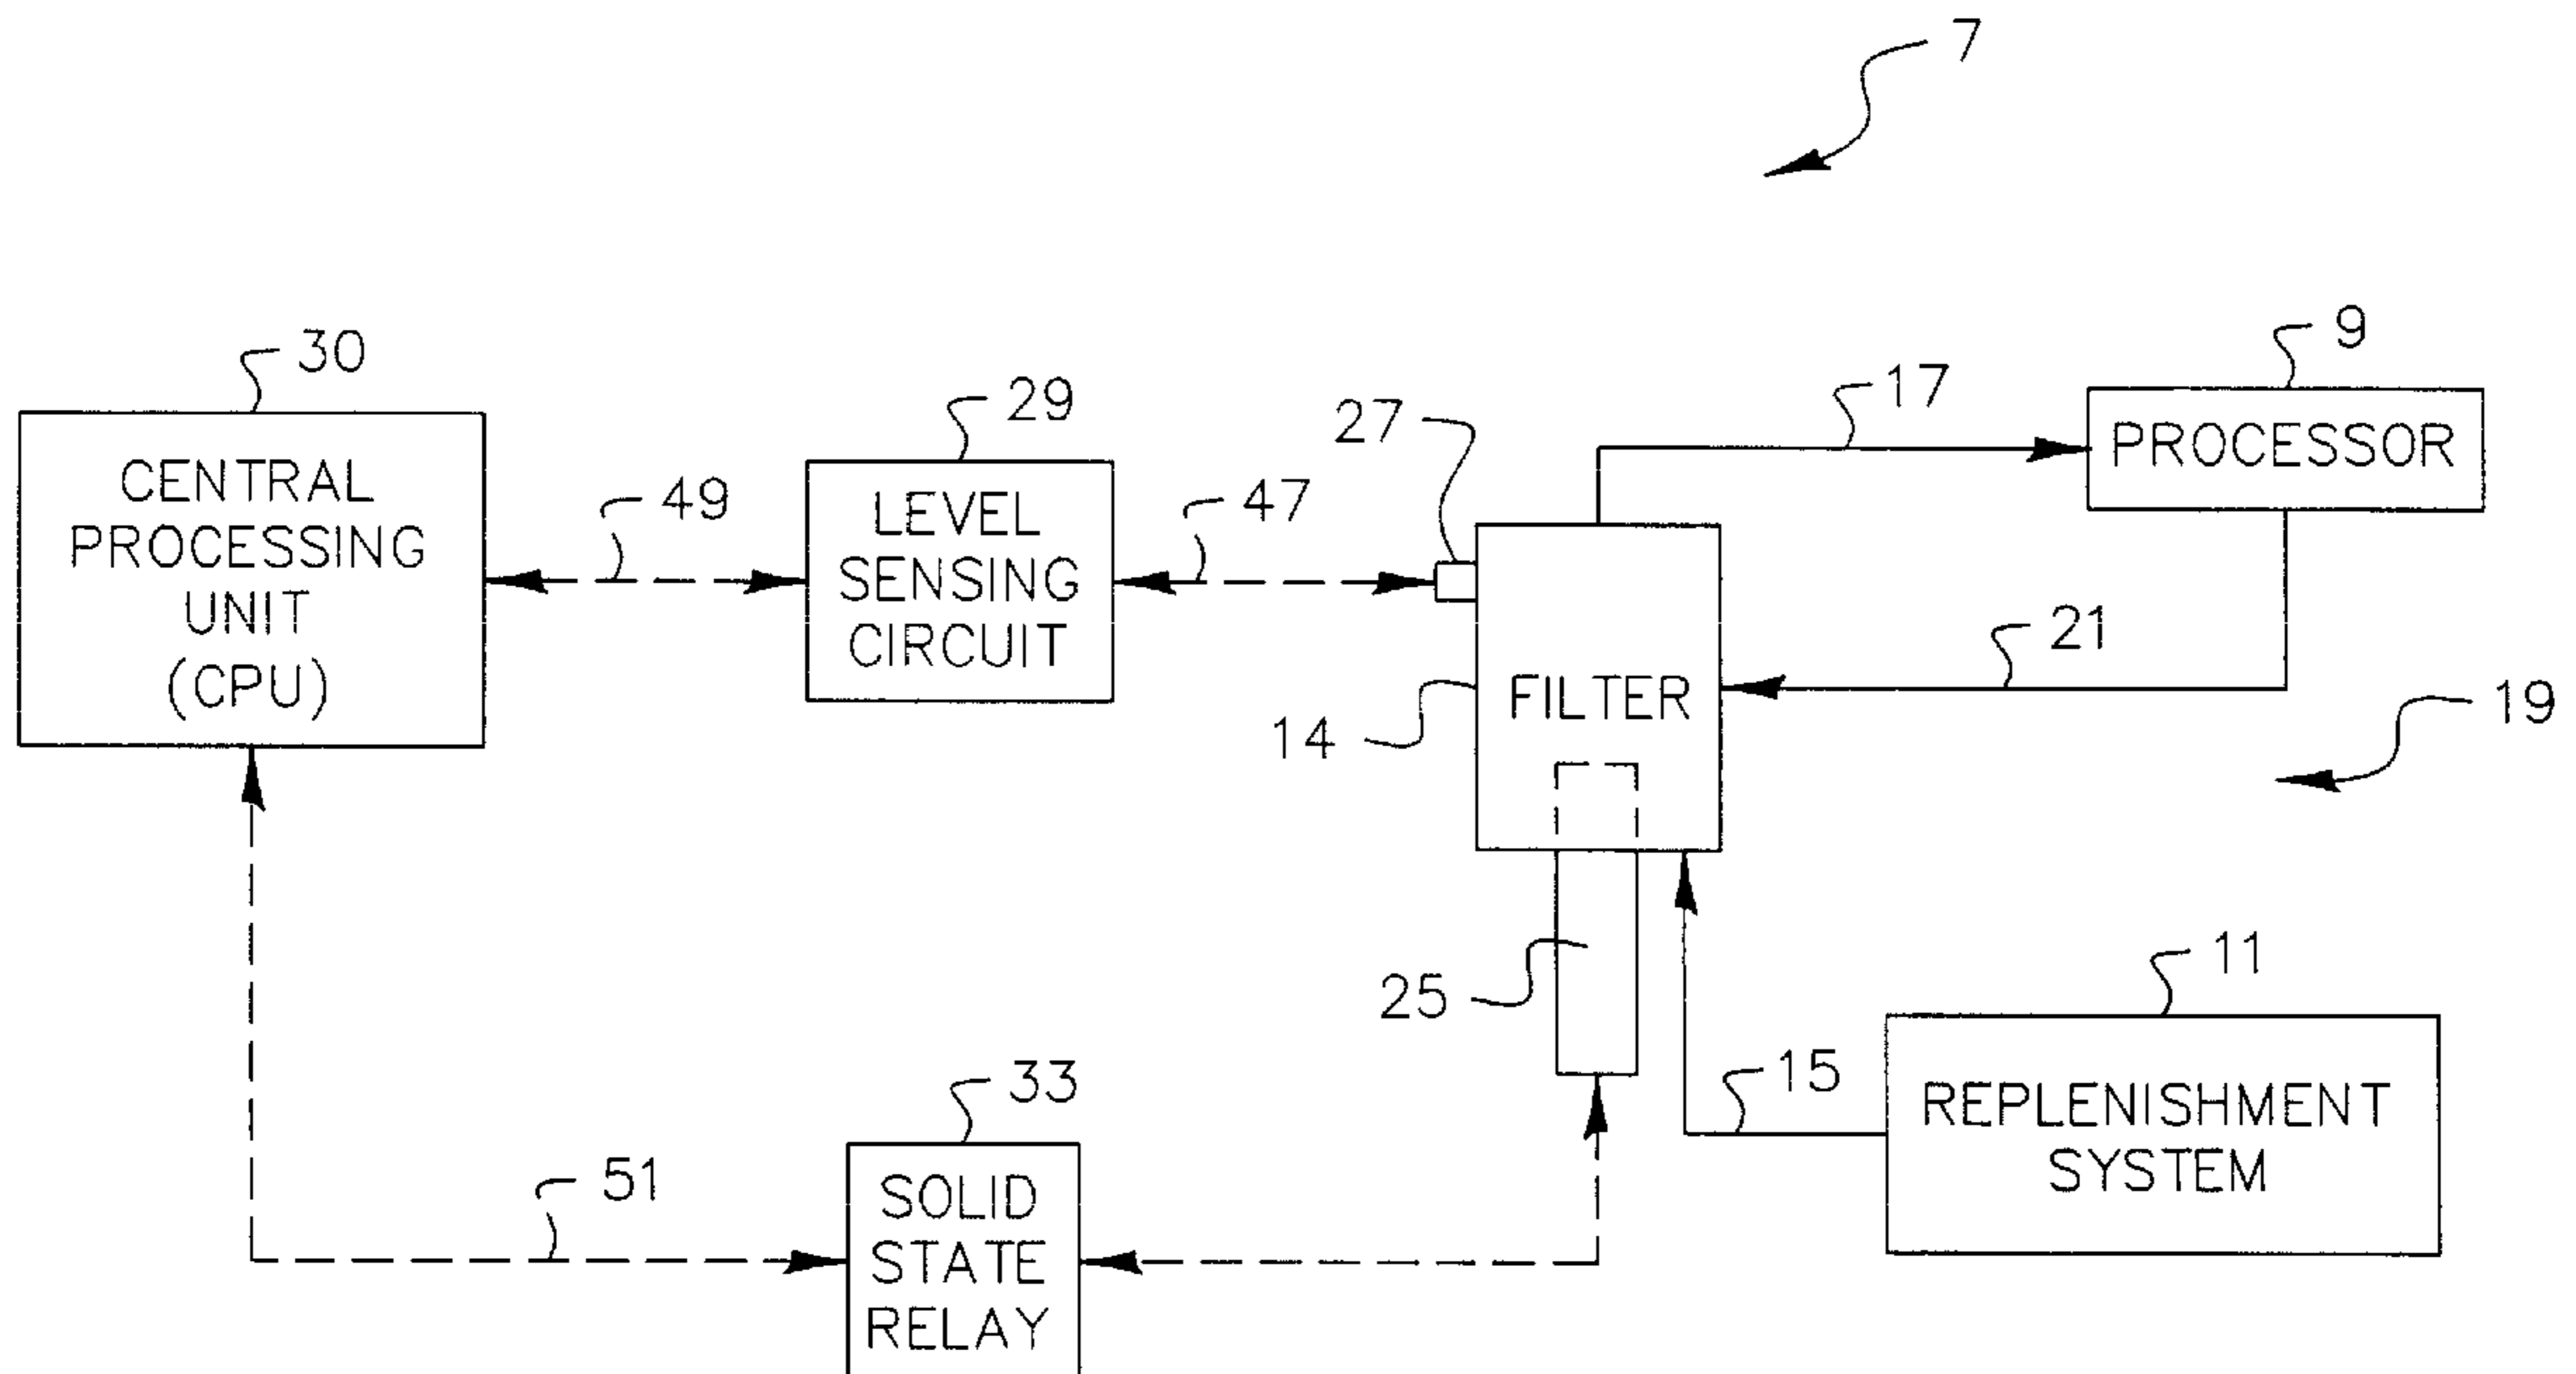 7
30
CENTRAL
PROCESSING
UNIT
(CPU)
49
29
LEVEL
SENSING
CIRCUIT
47
27
17
9
PROCESSOR
14
FILTER
21
19
25
15
11
REPLENISHMENT
SYSTEM
51
33
SOLID
STATE
RELAY